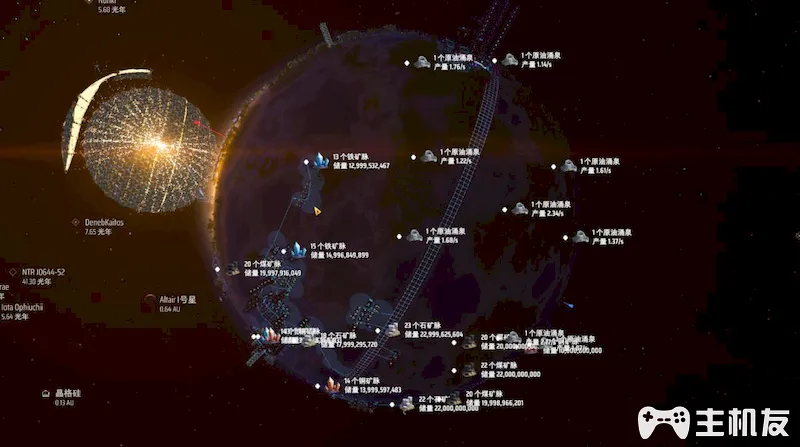 5.68 光年
1 个原油涌泉
产量 1.76/s
1 个原油涌泉
产量 1.14/s
13 个铁矿脉
储量 12,999,532,467
1 个原油涌泉
产量 1.22/s
1 个原油涌泉
产量 1.61/s
1 个原油涌泉
产量 2.34/s
DenebKaitos
7.65 光年
1 个原油涌泉
产量 1.68/s
1 个原油涌泉
产量 1.37/s
15 个铁矿脉
储量 14,996,849,899
20 个煤矿脉
储量 19,997,916,049
NTR J0644-52
41.30 光年
Altair I号星
0.64 AU
Iota Ophiuchii
5.64 光年
23 个石矿脉
储量 22,999,625,604
个石矿脉
17,999,295,720
1 个原油涌泉
22 个煤矿脉
储量 22,000,000,000
14 个铜矿脉
储量 13,999,597,483
晶格硅
0.13 AU
22 个
储量 22,000,000,000
20 个煤矿脉
储量 19,998,966,201
主机友